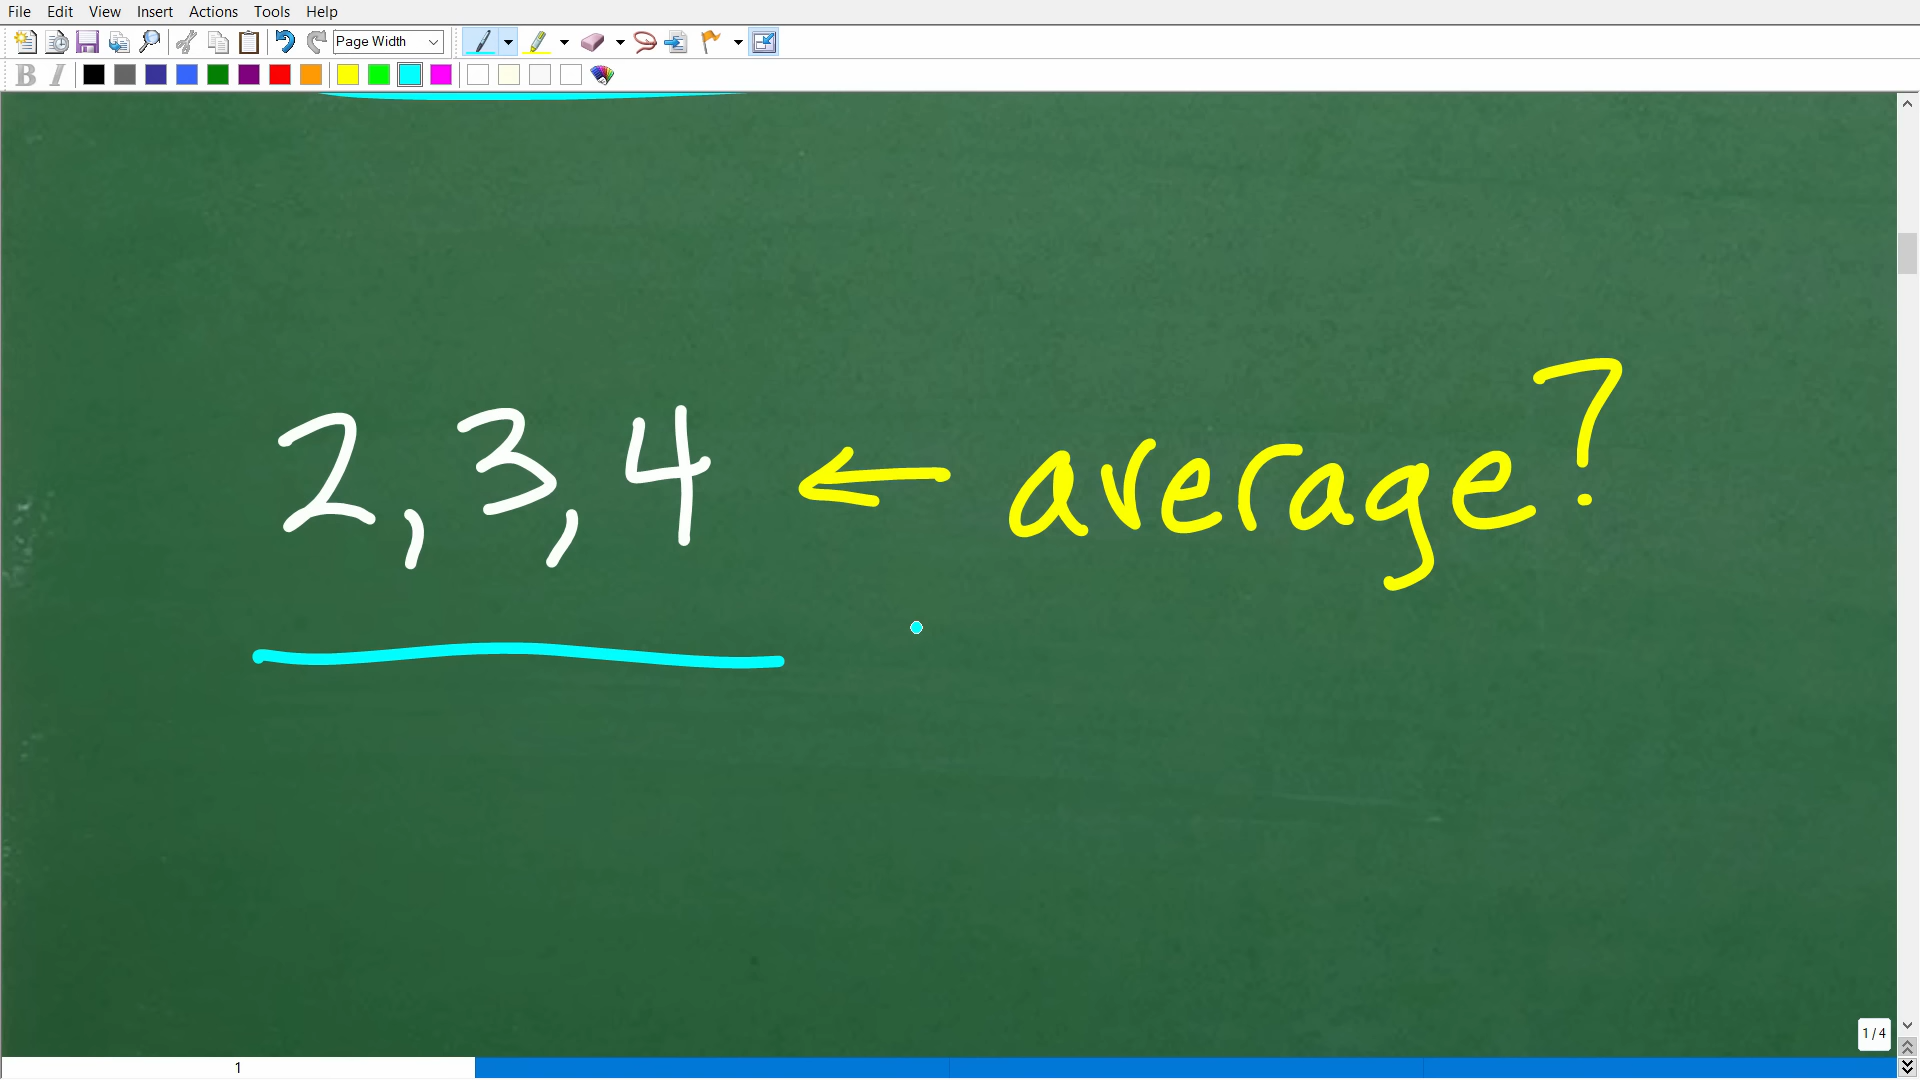 File Edit View Insert Actions Tools Help
Page Width
B I
2, 3, 4 ← average?
1 / 4
1